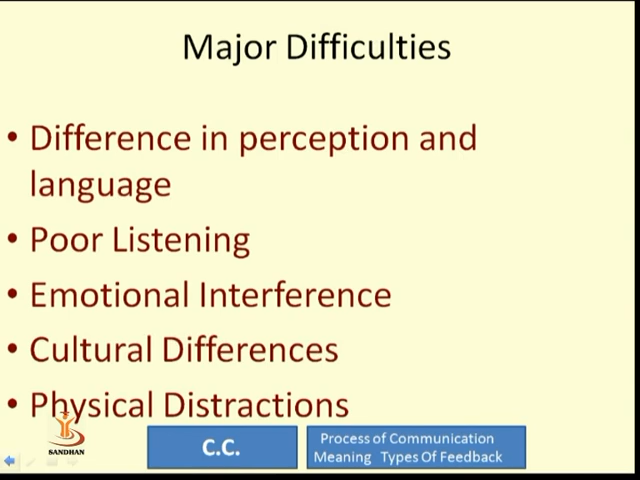 Major Difficulties
• Difference in perception and
language
• Poor Listening
• Emotional Interference
• Cultural Differences
• Physical Distractions
SANDHAN
C.C.
Process of Communication
Meaning Types Of Feedback